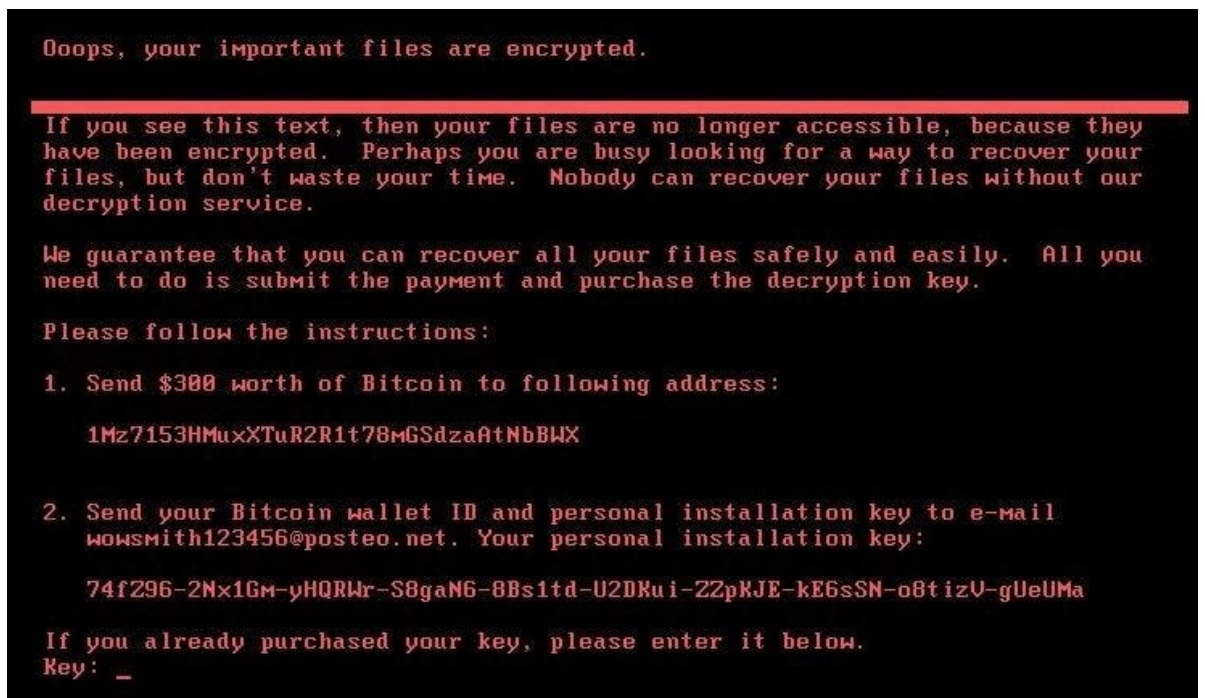 Ooops, your important files are encrypted.
If you see this text, then your files are no longer accessible, because they
have been encrypted.  Perhaps you are busy looking for a way to recover your
files, but don't waste your time.  Nobody can recover your files without our
decryption service.
We guarantee that you can recover all your files safely and easily.  All you
need to do is submit the payment and purchase the decryption key.
Please follow the instructions:
1. Send $300 worth of Bitcoin to following address:
1Mz7153HMuxXTuR2R1t78mGSdzaAtNbBWX
2. Send your Bitcoin wallet ID and personal installation key to e-mail
wowsmith123456@posteo.net. Your personal installation key:
74fZ96-2Nx1Gm-yHQRWr-S8gaN6-8Bs1td-U2DKui-ZZpKJE-kE6sSN-o8tizV-gUeUMa
If you already purchased your key, please enter it below.
Key: _